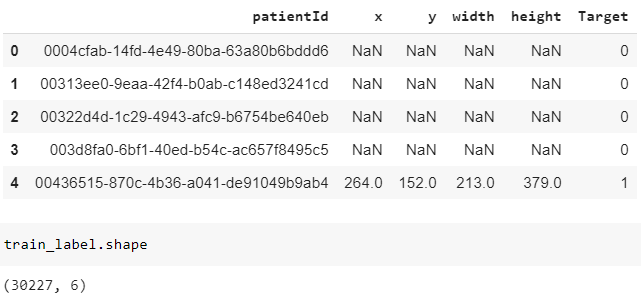 patientId x y width height Target
0 0004cfab-14fd-4e49-80ba-63a80b6bddd6 NaN NaN NaN NaN 0
1 00313ee0-9eaa-42f4-b0ab-c148ed3241cd NaN NaN NaN NaN 0
2 00322d4d-1c29-4943-afc9-b6754be640eb NaN NaN NaN NaN 0
3 003d8fa0-6bf1-40ed-b54c-ac657f8495c5 NaN NaN NaN NaN 0
4 00436515-870c-4b36-a041-de91049b9ab4 264.0 152.0 213.0 379.0 1
train_label.shape
(30227, 6)